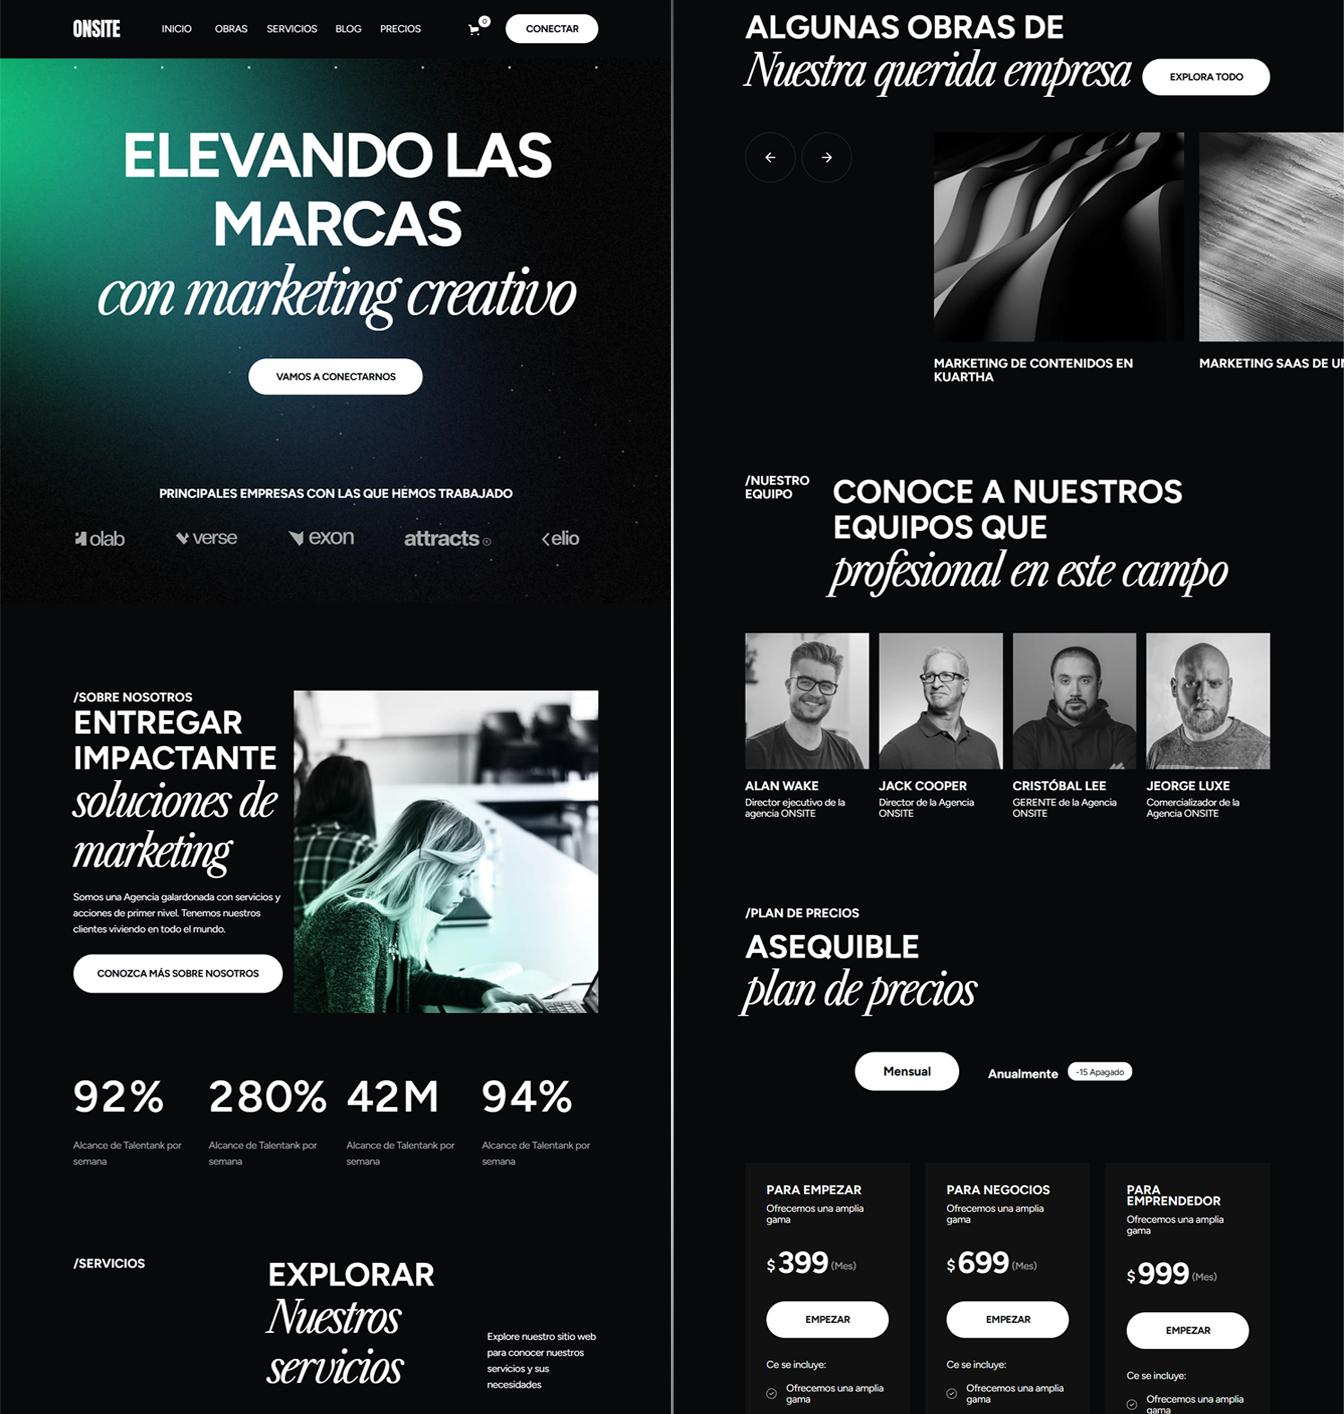 ONSITE
INICIO
OBRAS
SERVICIOS
BLOG
PRECIOS
0
CONECTAR
ELEVANDO LAS
MARCAS
con marketing creativo
VAMOS A CONECTARNOS
PRINCIPALES EMPRESAS CON LAS QUE HEMOS TRABAJADO
olab
verse
exon
attracts
elio
/SOBRE NOSOTROS
ENTREGAR
IMPACTANTE
soluciones de
marketing
Somos una Agencia galardonada con servicios y
acciones de primer nivel. Tenemos nuestros
clientes viviendo en todo el mundo.
CONOZCA MÁS SOBRE NOSOTROS
92%
Alcance de Talentank por
semana
280%
Alcance de Talentank por
semana
42M
Alcance de Talentank por
semana
94%
Alcance de Talentank por
semana
/SERVICIOS
EXPLORAR
Nuestros
servicios
Explore nuestro sitio web
para conocer nuestros
servicios y sus
necesidades
ALGUNAS OBRAS DE
Nuestra querida empresa
EXPLORA TODO
MARKETING DE CONTENIDOS EN
KUARTHA
MARKETING SAAS DE UN
/NUESTRO
EQUIPO
CONOCE A NUESTROS
EQUIPOS QUE
profesional en este campo
ALAN WAKE
Director ejecutivo de la
agencia ONSITE
JACK COOPER
Director de la Agencia
ONSITE
CRISTÓBAL LEE
GERENTE de la Agencia
ONSITE
JEORGE LUXE
Comercializador de la
Agencia ONSITE
/PLAN DE PRECIOS
ASEQUIBLE
plan de precios
Mensual
Anualmente
-15 Apagado
PARA EMPEZAR
Ofrecemos una amplia
gama
$ 399 (Mes)
EMPEZAR
Ce se incluye:
Ofrecemos una amplia
gama
PARA NEGOCIOS
Ofrecemos una amplia
gama
$ 699 (Mes)
EMPEZAR
Ce se incluye:
Ofrecemos una amplia
gama
PARA
EMPRENDEDOR
Ofrecemos una amplia
gama
$ 999 (Mes)
EMPEZAR
Ce se incluye:
Ofrecemos una amplia
gama